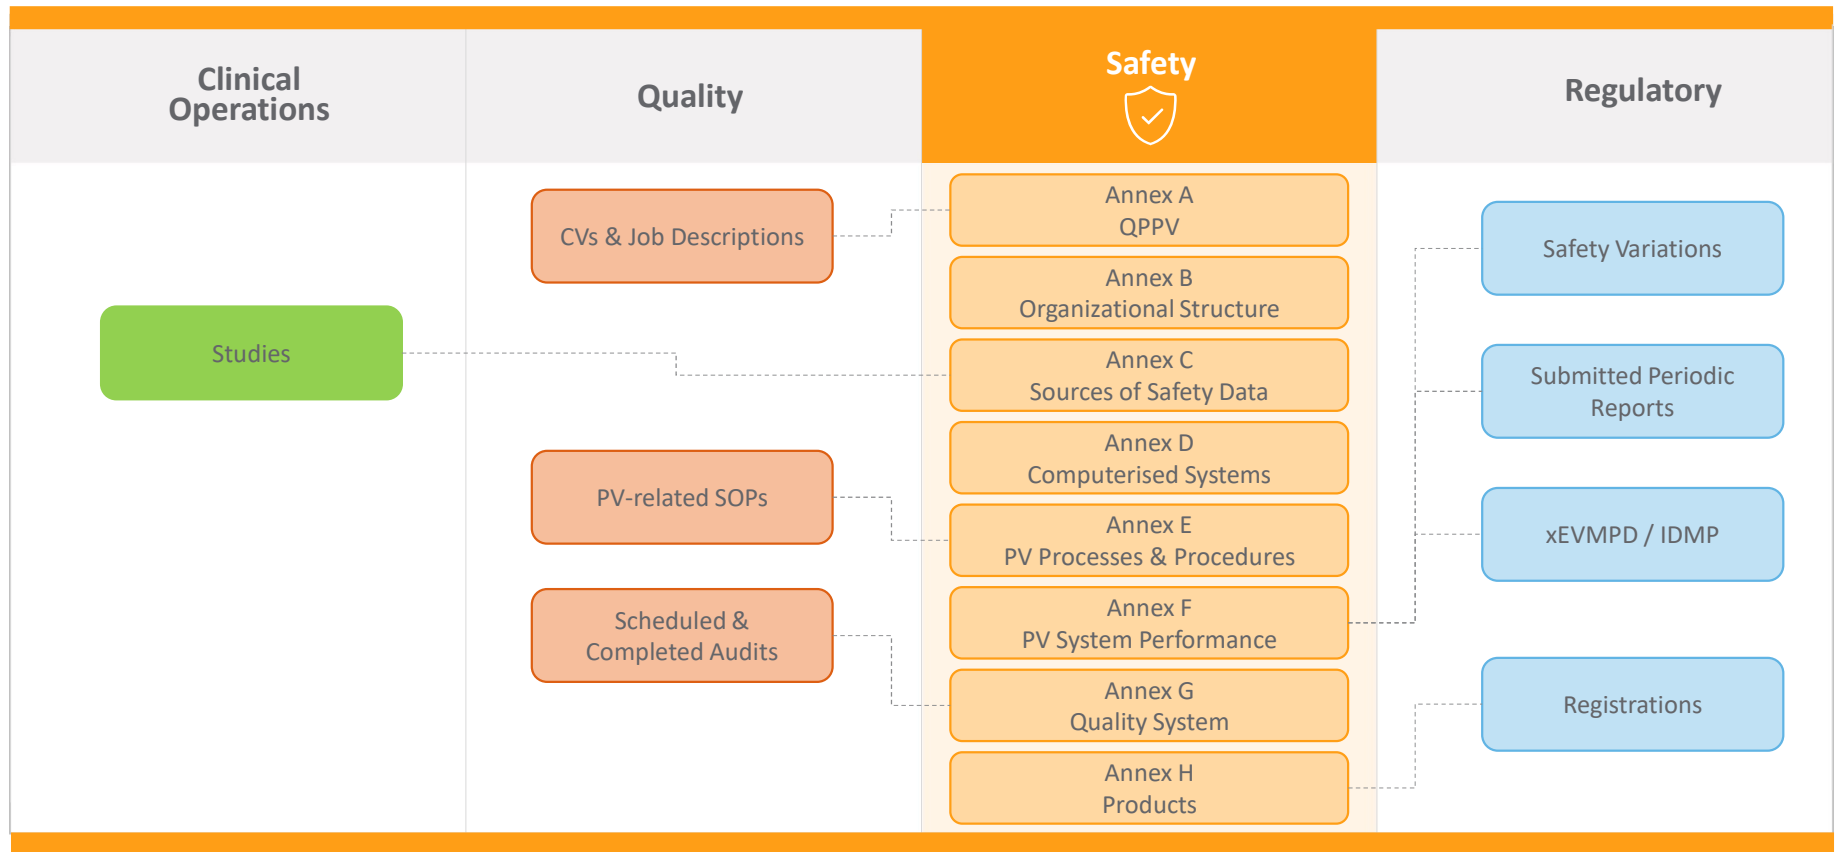 Clinical
Operations
Quality
Safety
Regulatory
Studies
CVs & Job Descriptions
PV-related SOPs
Scheduled &
Completed Audits
Annex A
QPPV
Annex B
Organizational Structure
Annex C
Sources of Safety Data
Annex D
Computerised Systems
Annex E
PV Processes & Procedures
Annex F
PV System Performance
Annex G
Quality System
Annex H
Products
Safety Variations
Submitted Periodic
Reports
xEVMPD / IDMP
Registrations